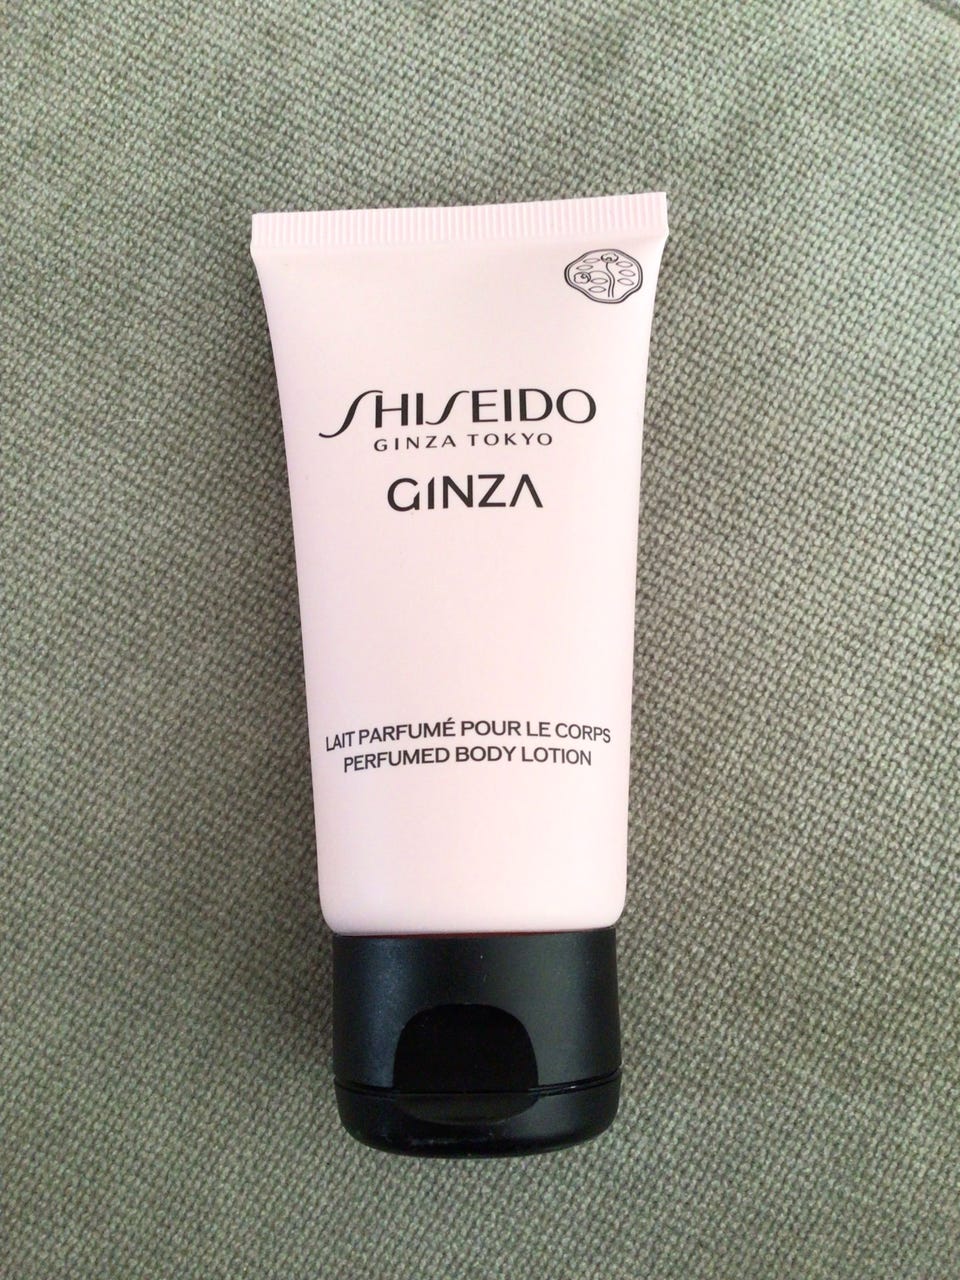 SHISEIDO
GINZA TOKYO
GINZA
LAIT PARFUMÉ POUR LE CORPS
PERFUMED BODY LOTION